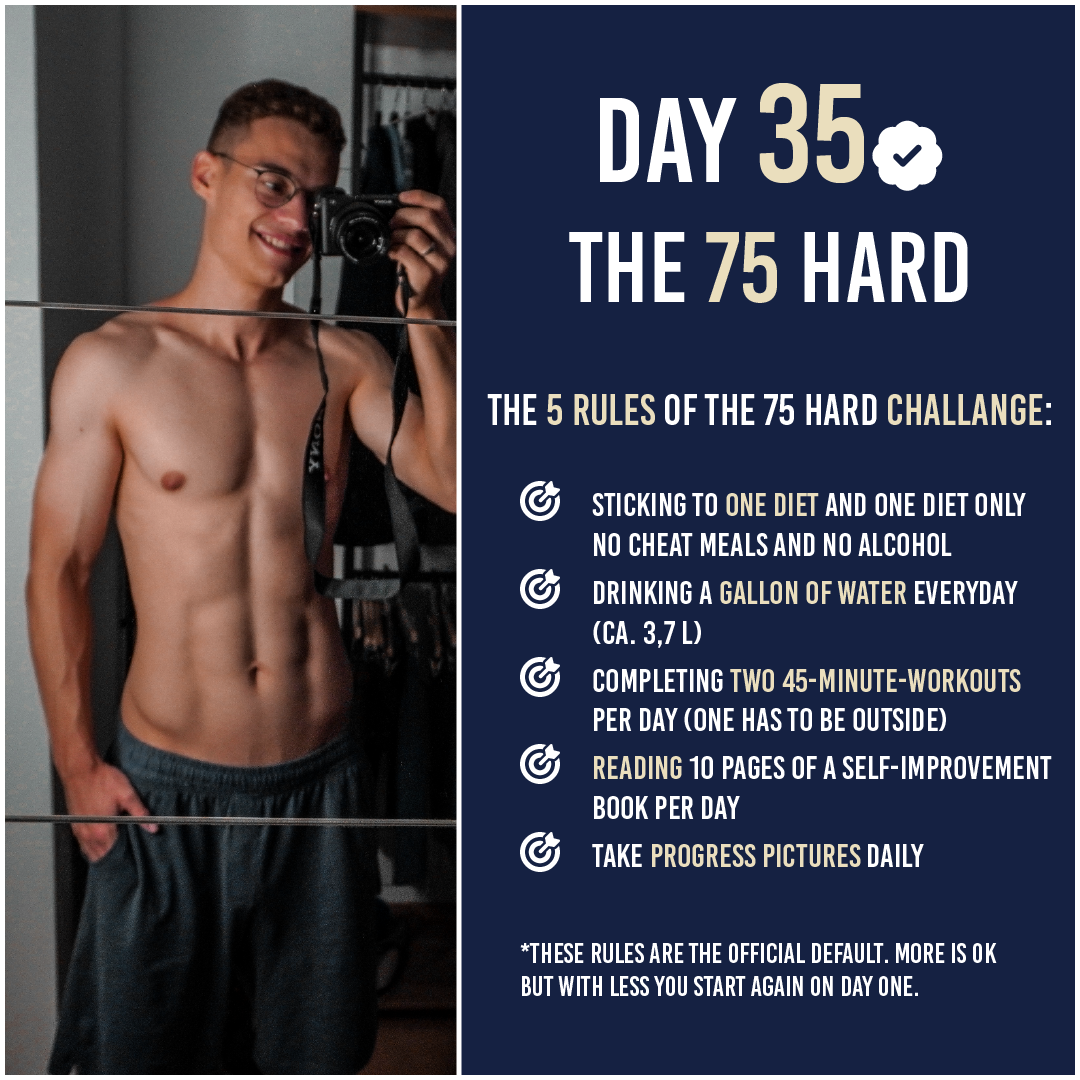 DAY 35
THE 75 HARD
THE 5 RULES OF THE 75 HARD CHALLANGE:
STICKING TO ONE DIET AND ONE DIET ONLY
NO CHEAT MEALS AND NO ALCOHOL
DRINKING A GALLON OF WATER EVERYDAY
(CA. 3,7 L)
COMPLETING TWO 45-MINUTE-WORKOUTS
PER DAY (ONE HAS TO BE OUTSIDE)
READING 10 PAGES OF A SELF-IMPROVEMENT
BOOK PER DAY
TAKE PROGRESS PICTURES DAILY
*THESE RULES ARE THE OFFICIAL DEFAULT. MORE IS OK
BUT WITH LESS YOU START AGAIN ON DAY ONE.